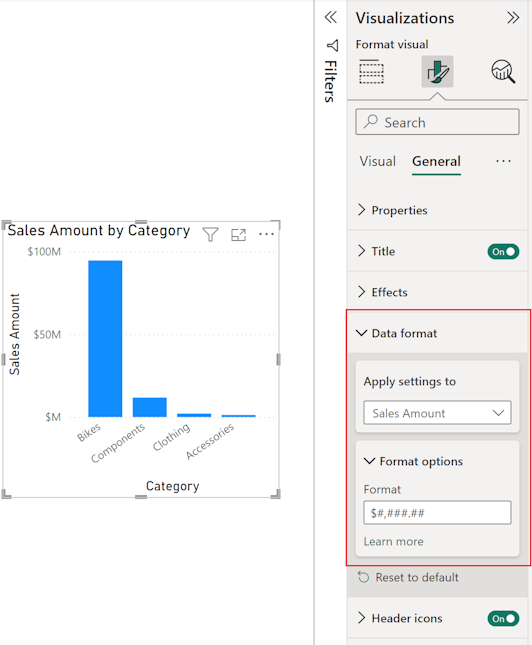 Sales Amount by Category
$100M
$50M
$M
Sales Amount
Bikes
Components
Clothing
Accessories
Category
Filters
Visualizations
Format visual
Search
Visual General
Properties
Title On
Effects
Data format
Apply settings to
Sales Amount
Format options
Format
$#,###.##
Learn more
Reset to default
Header icons On